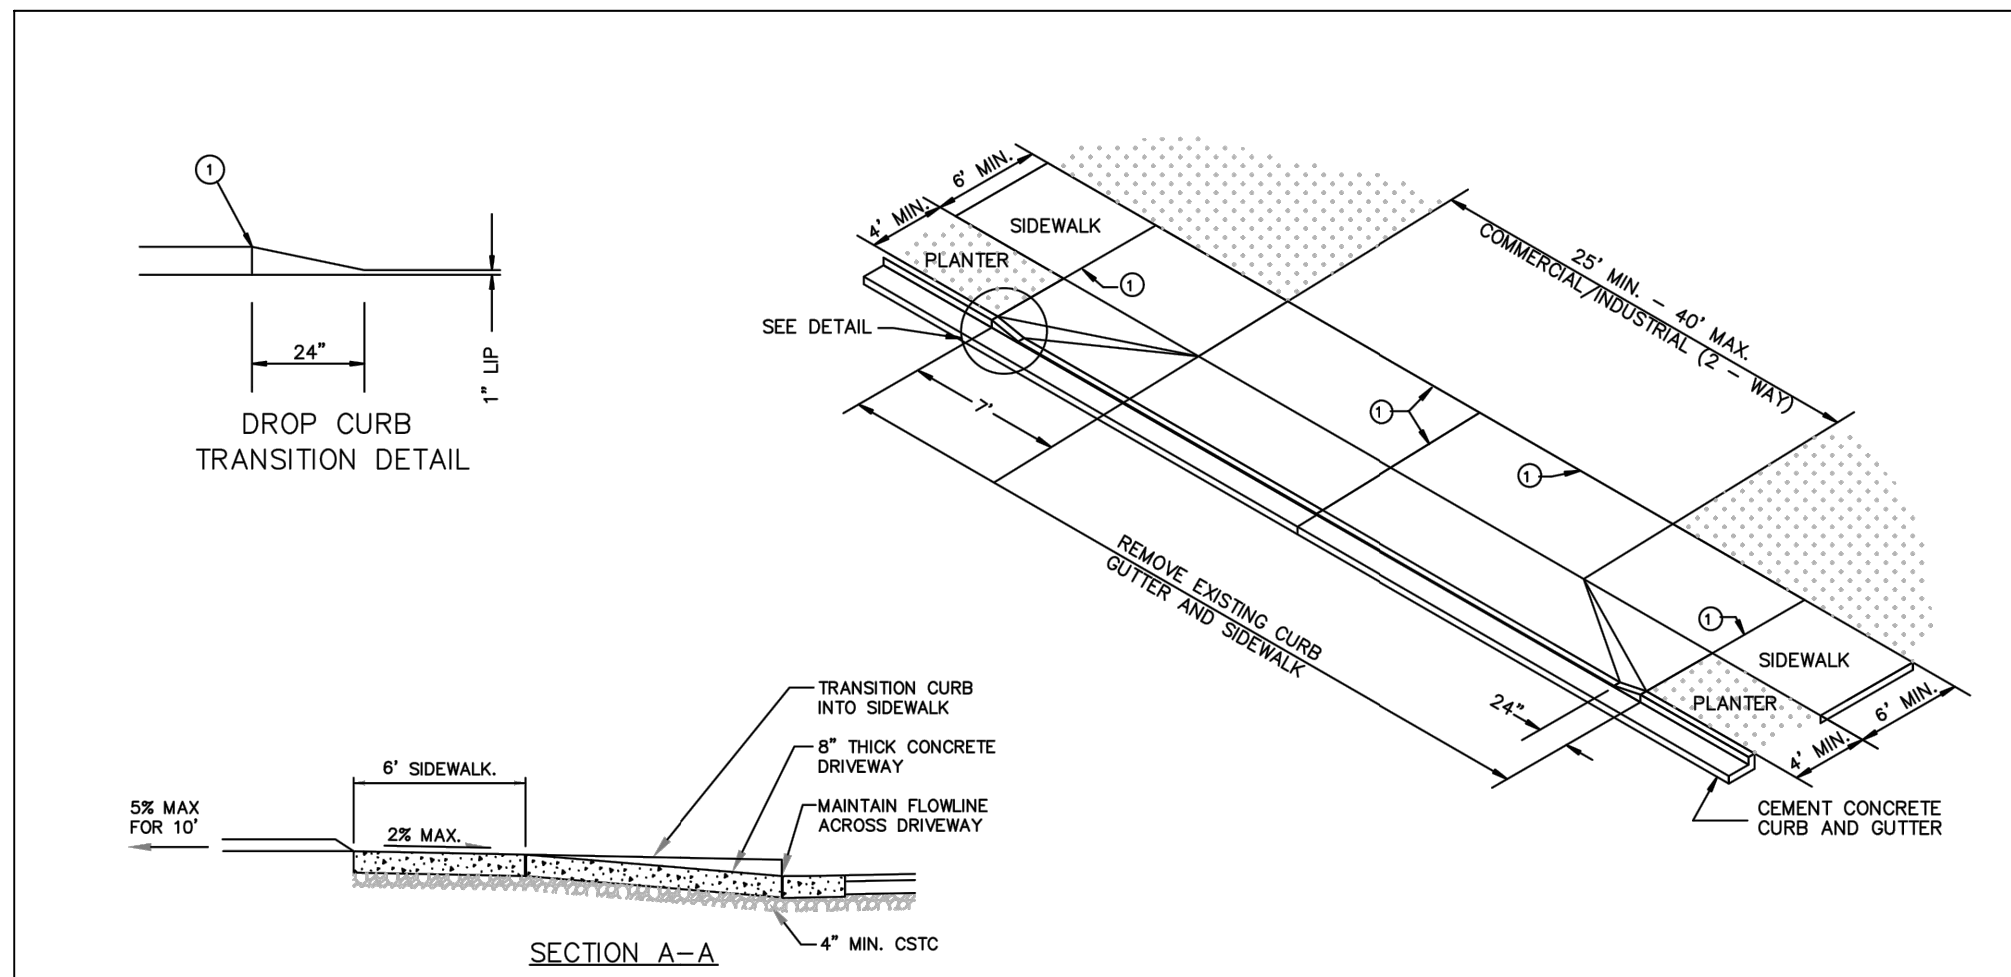 1
24"
1" LIP
DROP CURB
TRANSITION DETAIL
6' MIN.
4' MIN.
SIDEWALK
PLANTER
1
SEE DETAIL
7'
25' MIN. - 40' MAX.
COMMERCIAL/INDUSTRIAL (2 - WAY)
1
1
REMOVE EXISTING CURB
GUTTER AND SIDEWALK
1
SIDEWALK
PLANTER
24"
6' MIN.
4' MIN.
CEMENT CONCRETE
CURB AND GUTTER
TRANSITION CURB
INTO SIDEWALK
8" THICK CONCRETE
DRIVEWAY
6' SIDEWALK.
MAINTAIN FLOWLINE
ACROSS DRIVEWAY
5% MAX
FOR 10'
2% MAX.
4" MIN. CSTC
SECTION A-A